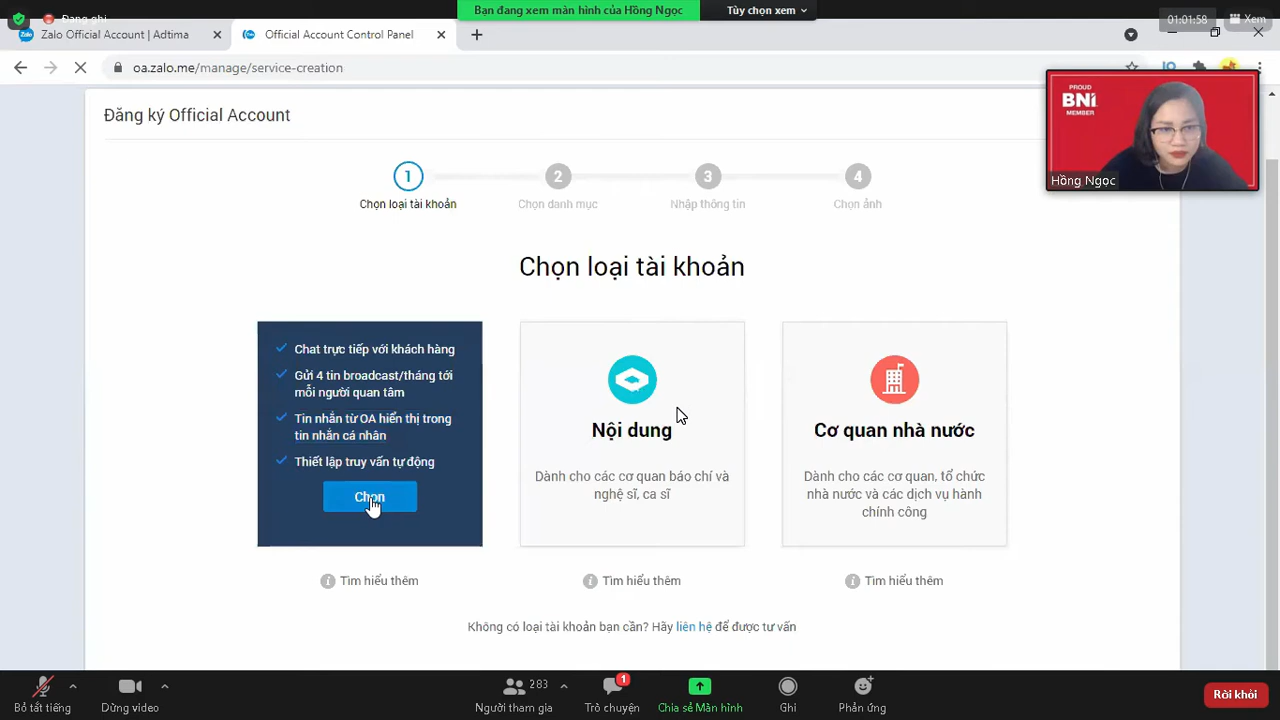 Đang ghi
Bạn đang xem màn hình của Hồng Ngọc
Tùy chọn xem
01:01:58
Xem
Zalo Official Account | Adtima
Official Account Control Panel
oa.zalo.me/manage/service-creation
PROUD
BNI
MEMBER
Hồng Ngọc
Đăng ký Official Account
1
2
3
4
Chọn loại tài khoản
Chọn danh mục
Nhập thông tin
Chọn ảnh
Chọn loại tài khoản
Chat trực tiếp với khách hàng
Gửi 4 tin broadcast/tháng tới
mỗi người quan tâm
Tin nhắn từ OA hiển thị trong
tin nhắn cá nhân
Thiết lập truy vấn tự động
Chọn
Nội dung
Dành cho các cơ quan báo chí và
nghệ sĩ, ca sĩ
Cơ quan nhà nước
Dành cho các cơ quan, tổ chức
nhà nước và các dịch vụ hành
chính công
Tìm hiểu thêm
Tìm hiểu thêm
Tìm hiểu thêm
Không có loại tài khoản bạn cần? Hãy liên hệ để được tư vấn
Bỏ tắt tiếng
Dừng video
283
Người tham gia
1
Trò chuyện
Chia sẻ Màn hình
Ghi
Phản ứng
Rời khỏi